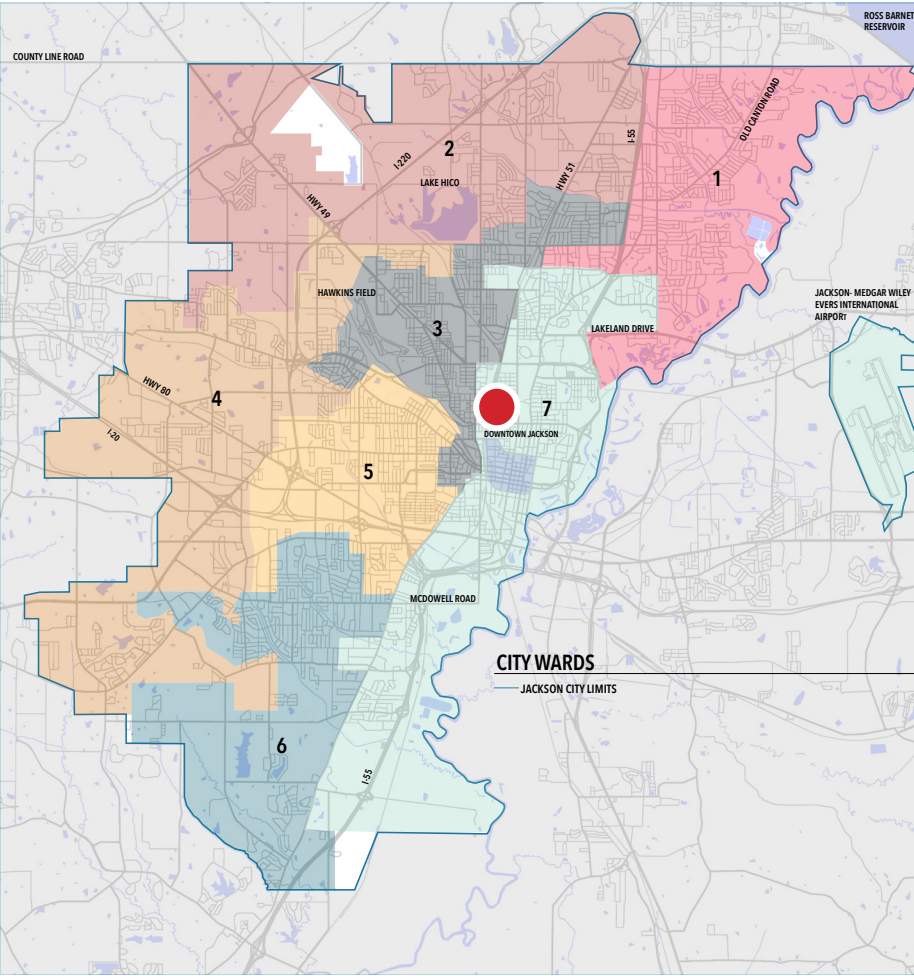 ROSS BARNET
RESERVOIR
COUNTY LINE ROAD
OLD CANTON ROAD
I-55
2
I-220
HWY 51
1
LAKE HICO
HWY 49
HAWKINS FIELD
JACKSON- MEDGAR WILEY
EVERS INTERNATIONAL
AIRPORT
3
LAKELAND DRIVE
HWY 80
4
7
I-20
DOWNTOWN JACKSON
5
MCDOWELL ROAD
CITY WARDS
JACKSON CITY LIMITS
6
I-55